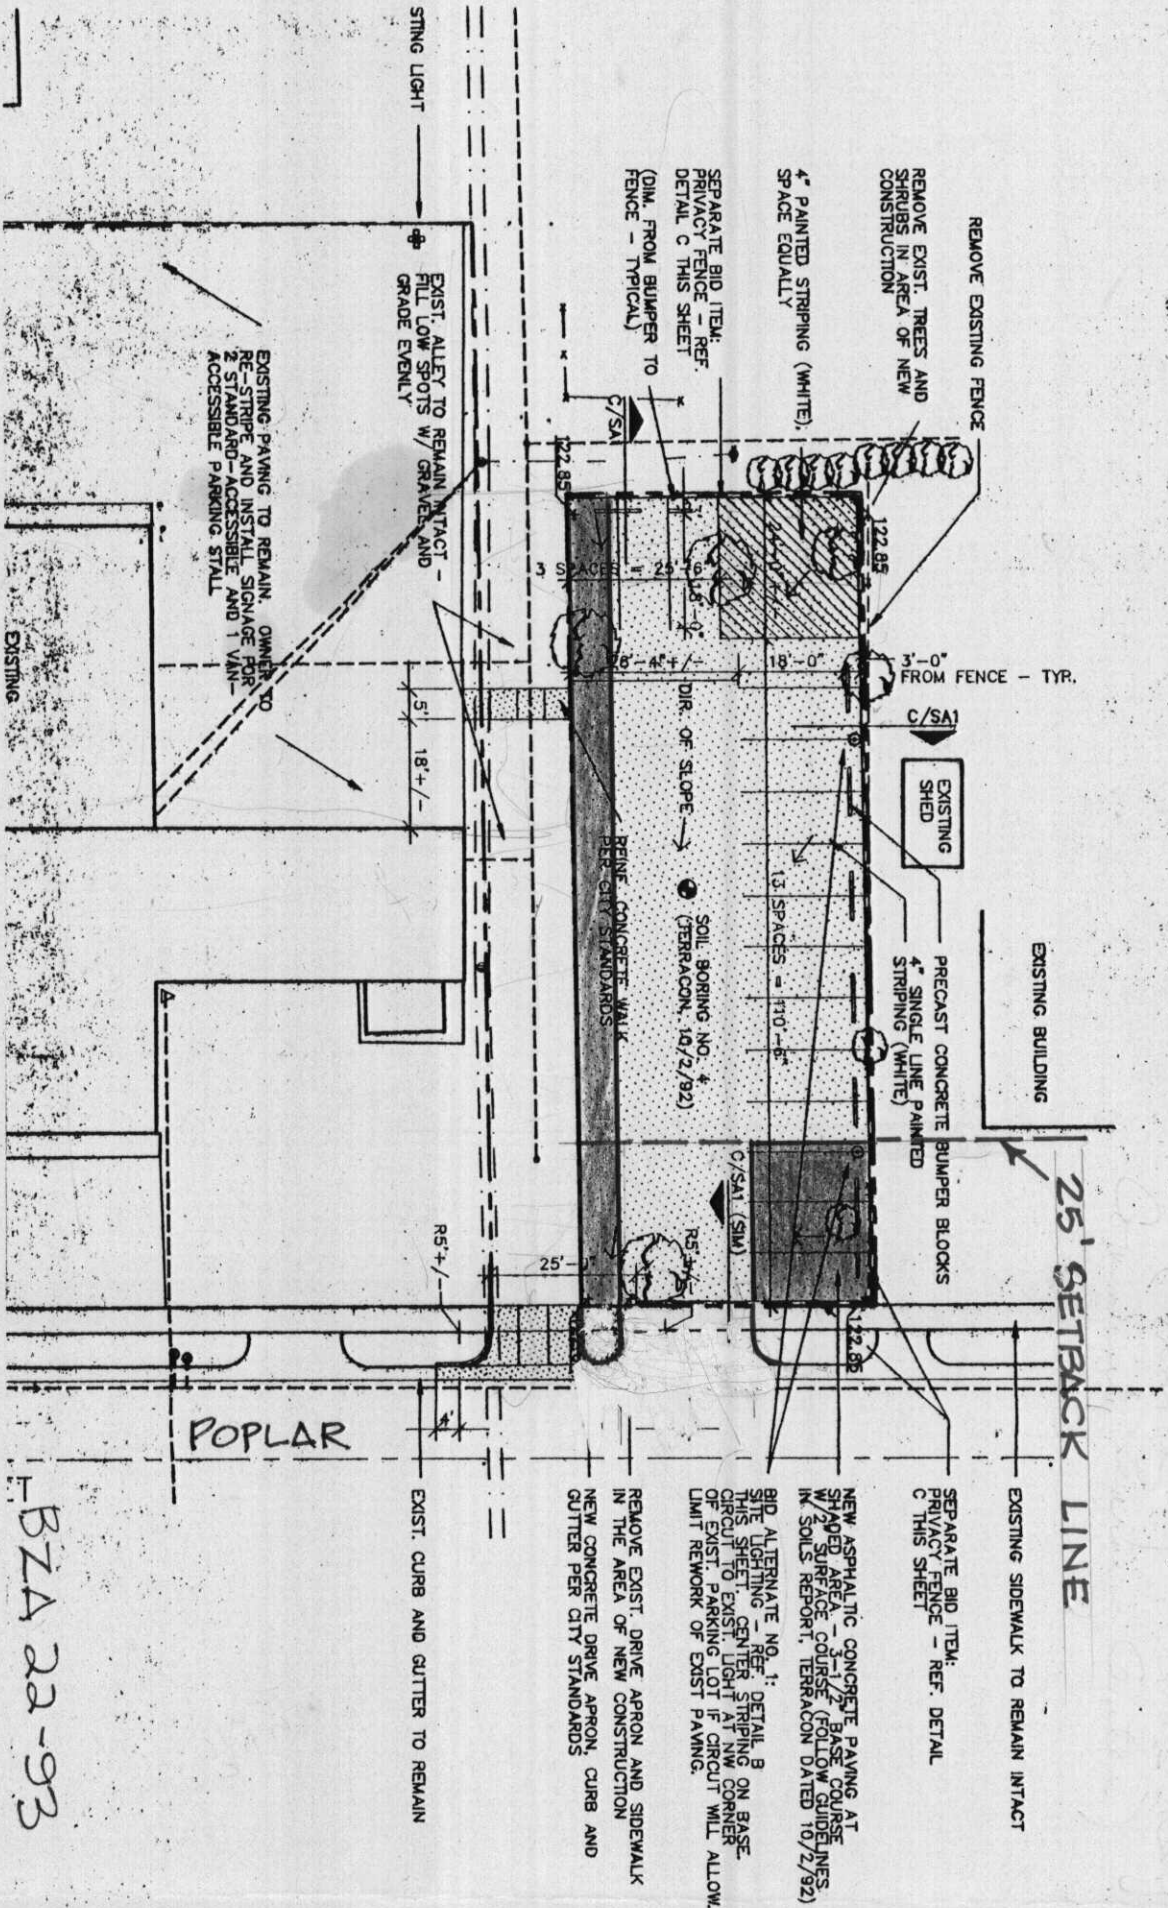 STING LIGHT
REMOVE EXISTING FENCE
REMOVE EXIST. TREES AND
SHRUBS IN AREA OF NEW
CONSTRUCTION
4" PAINTED STRIPING (WHITE),
SPACE EQUALLY
SEPARATE BID ITEM:
PRIVACY FENCE - REF.
DETAIL C THIS SHEET
(DIM. FROM BUMPER TO
FENCE - TYPICAL)
C/SA1
122.85
122.85
EXIST. ALLEY TO REMAIN INTACT -
FILL LOW SPOTS W/ GRAVEL AND
GRADE EVENLY
EXISTING PAVING TO REMAIN. OWNER TO
RE-STRIPE AND INSTALL SIGNAGE FOR
2 STANDARD-ACCESSIBLE AND 1 VAN-
ACCESSIBLE PARKING STALL
EXISTING
3 SPACES = 25'-6"
24'-0"
18'-0"
26'-4"+/-
18'-0"
3'-0"
FROM FENCE - TYP.
C/SA1
EXISTING
SHED
EXISTING BUILDING
5'
18'+/-
DIR. OF SLOPE
SOIL BORING NO. 4
(TERRACON, 10/2/92)
13 SPACES = 110'-6"
REINF. CONCRETE WALK
PER CITY STANDARDS
PRECAST CONCRETE BUMPER BLOCKS
4" SINGLE LINE PAINTED
STRIPING (WHITE)
25' SETBACK LINE
C/SA1 (SIM)
R5'+/-
R5'+/-
25'-
122.85
4'
POPLAR
EXISTING SIDEWALK TO REMAIN INTACT
SEPARATE BID ITEM:
PRIVACY FENCE - REF. DETAIL
C THIS SHEET
NEW ASPHALTIC CONCRETE PAVING AT
SHADED AREA - 3-1/2" BASE COURSE
W/2" SURFACE COURSE (FOLLOW GUIDELINES
IN SOILS REPORT, TERRACON DATED 10/2/92)
BID ALTERNATE NO. 1:
SITE LIGHTING - REF. DETAIL B
THIS SHEET. CENTER STRIPING ON BASE.
CIRCUT TO EXIST. LIGHT AT NW CORNER
OF EXIST. PARKING LOT IF CIRCUT WILL ALLOW.
LIMIT REWORK OF EXIST PAVING.
REMOVE EXIST. DRIVE APRON AND SIDEWALK
IN THE AREA OF NEW CONSTRUCTION
NEW CONCRETE DRIVE APRON, CURB AND
GUTTER PER CITY STANDARDS
EXIST. CURB AND GUTTER TO REMAIN
BZA 22-93